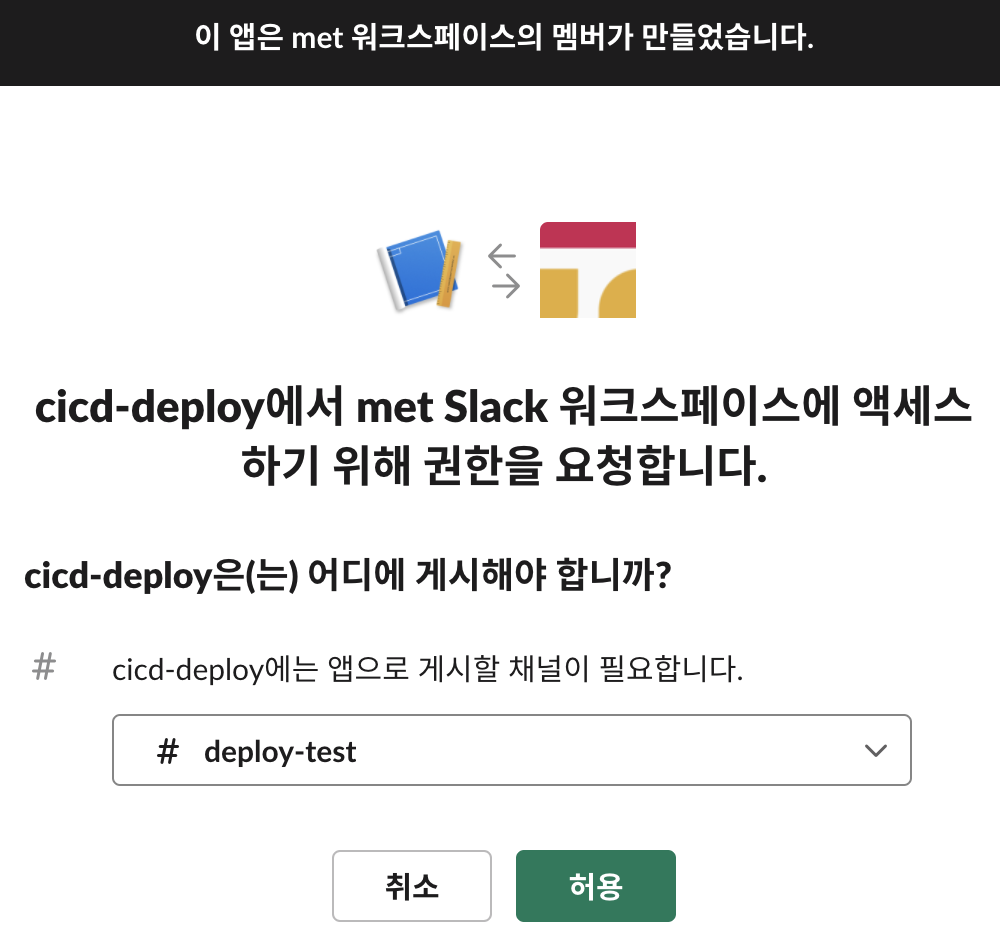 이 앱은 met 워크스페이스의 멤버가 만들었습니다.
cicd-deploy에서 met Slack 워크스페이스에 액세스
하기 위해 권한을 요청합니다.
cicd-deploy은(는) 어디에 게시해야 합니까?
# cicd-deploy에는 앱으로 게시할 채널이 필요합니다.
# deploy-test
취소 허용